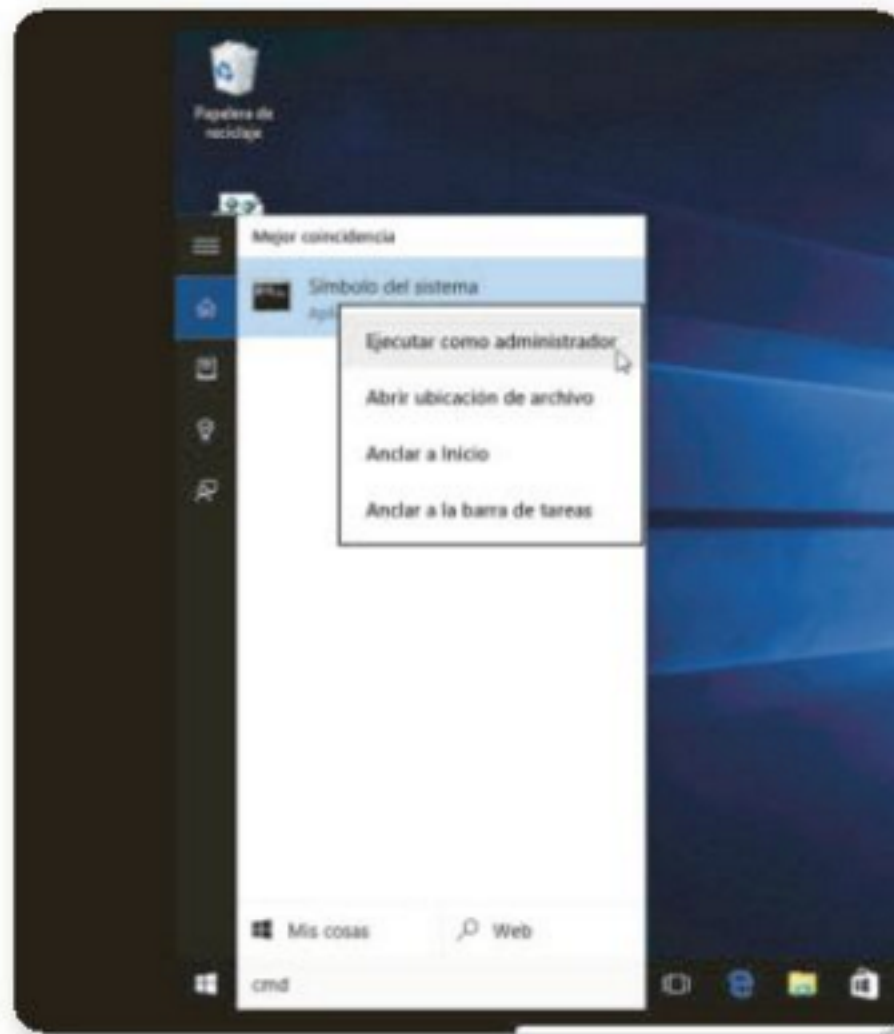 Papelera de
reciclaje
Mejor coincidencia
Símbolo del sistema
Ejecutar como administrador
Abrir ubicación de archivo
Anclar a Inicio
Anclar a la barra de tareas
Mis cosas
Web
cmd